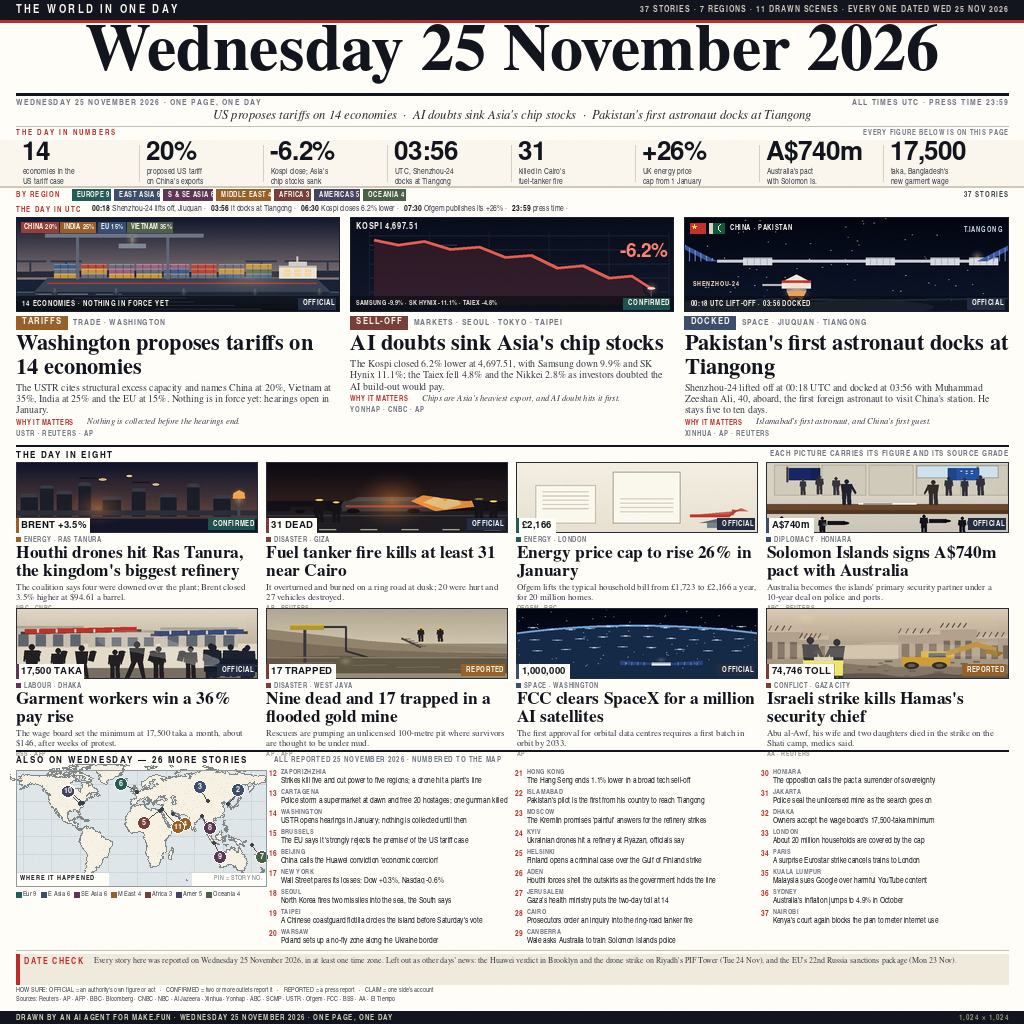 THE WORLD IN ONE DAY
37 STORIES · 7 REGIONS · 11 DRAWN SCENES · EVERY ONE DATED WED 25 NOV 2026
Wednesday 25 November 2026
WEDNESDAY 25 NOVEMBER 2026 · ONE PAGE, ONE DAY
ALL TIMES UTC · PRESS TIME 23:59
US proposes tariffs on 14 economies · AI doubts sink Asia's chip stocks · Pakistan's first astronaut docks at Tiangong
THE DAY IN NUMBERS
EVERY FIGURE BELOW IS ON THIS PAGE
14
economies in the
US tariff case
20%
proposed US tariff
on China's exports
-6.2%
Kospi close; Asia's
chip stocks sank
03:56
UTC, Shenzhou-24
docks at Tiangong
31
killed in Cairo's
fuel-tanker fire
+26%
UK energy price
cap from 1 January
A$740m
Australia's pact
with Solomon Is.
17,500
taka, Bangladesh's
new garment wage
BY REGION
EUROPE 9
EAST ASIA 6
S & SE ASIA 6
MIDDLE EAST 4
AFRICA 3
AMERICAS 5
OCEANIA 4
37 STORIES
THE DAY IN UTC
00:18 Shenzhou-24 lifts off, Jiuquan · 03:56 it docks at Tiangong · 06:30 Kospi closes 6.2% lower · 07:30 Ofgem publishes its +26% · 23:59 press time ·
CHINA 20%
INDIA 25%
EU 15%
VIETNAM 35%
14 ECONOMIES · NOTHING IN FORCE YET
OFFICIAL
KOSPI 4,697.51
-6.2%
SAMSUNG -9.9% · SK HYNIX -11.1% · TAIEX -4.8%
CONFIRMED
CHINA · PAKISTAN
TIANGONG
SHENZHOU-24
00:18 UTC LIFT-OFF · 03:56 DOCKED
OFFICIAL
TARIFFS
TRADE · WASHINGTON
Washington proposes tariffs on
14 economies
The USTR cites structural excess capacity and names China at 20%, Vietnam at
35%, India at 25% and the EU at 15%. Nothing is in force yet: hearings open in
January.
WHY IT MATTERS
Nothing is collected before the hearings end.
USTR · REUTERS · AP
SELL-OFF
MARKETS · SEOUL · TOKYO · TAIPEI
AI doubts sink Asia's chip stocks
The Kospi closed 6.2% lower at 4,697.51, with Samsung down 9.9% and SK
Hynix 11.1%; the Taiex fell 4.8% and the Nikkei 2.8% as investors doubted the
AI build-out would pay.
WHY IT MATTERS
Chips are Asia's heaviest export, and AI doubt hits it first.
YONHAP · CNBC · AP
DOCKED
SPACE · JIUQUAN · TIANGONG
Pakistan's first astronaut docks at
Tiangong
Shenzhou-24 lifted off at 00:18 UTC and docked at 03:56 with Muhammad
Zeeshan Ali, 40, aboard, the first foreign astronaut to visit China's station. He
stays five to ten days.
WHY IT MATTERS
Islamabad's first astronaut, and China's first guest.
XINHUA · AP · REUTERS
THE DAY IN EIGHT
EACH PICTURE CARRIES ITS FIGURE AND ITS SOURCE GRADE
BRENT +3.5%
CONFIRMED
ENERGY · RAS TANURA
Houthi drones hit Ras Tanura,
the kingdom's biggest refinery
The coalition says four were downed over the plant; Brent closed
3.5% higher at $94.61 a barrel.
31 DEAD
OFFICIAL
DISASTER · GIZA
Fuel tanker fire kills at least 31
near Cairo
It overturned and burned on a ring road at dusk; 20 were hurt and
27 vehicles destroyed.
£2,166
OFFICIAL
ENERGY · LONDON
Energy price cap to rise 26% in
January
Ofgem lifts the typical household bill from £1,723 to £2,166 a year,
for 20 million homes.
A$740m
OFFICIAL
DIPLOMACY · HONIARA
Solomon Islands signs A$740m
pact with Australia
Australia becomes the islands' primary security partner under a
10-year deal on police and ports.
17,500 TAKA
OFFICIAL
LABOUR · DHAKA
Garment workers win a 36%
pay rise
The wage board set the minimum at 17,500 taka a month, about
$146, after weeks of protest.
17 TRAPPED
REPORTED
DISASTER · WEST JAVA
Nine dead and 17 trapped in a
flooded gold mine
Rescuers are pumping an unlicensed 100-metre pit where survivors
are thought to be under mud.
1,000,000
OFFICIAL
SPACE · WASHINGTON
FCC clears SpaceX for a million
AI satellites
The first approval for orbital data centres requires a first batch in
orbit by 2033.
74,746 TOLL
REPORTED
CONFLICT · GAZA CITY
Israeli strike kills Hamas's
security chief
Abu al-Awf, his wife and two daughters died in the strike on the
Shati camp, medics said.
ALSO ON WEDNESDAY — 26 MORE STORIES
ALL REPORTED 25 NOVEMBER 2026 · NUMBERED TO THE MAP
10
6
3
2
5
11
8
9
7
WHERE IT HAPPENED
PIN = STORY NO.
Eur 9
E Asia 6
SE Asia 6
M East 4
Africa 3
Amer 5
Oceania 4
12 ZAPORIZHZHIA
Strikes kill five and cut power to five regions; a drone hit a plant's line
13 CARTAGENA
Police storm a supermarket at dawn and free 20 hostages; one gunman killed
14 WASHINGTON
USTR opens hearings in January; nothing is collected until then
15 BRUSSELS
The EU says it 'strongly rejects' the premise of the US tariff case
16 BEIJING
China calls the Huawei conviction 'economic coercion'
17 NEW YORK
Wall Street pares its losses: Dow +0.3%, Nasdaq -0.6%
18 SEOUL
North Korea fires two missiles into the sea, the South says
19 TAIPEI
A Chinese coastguard flotilla circles the island before Saturday's vote
20 WARSAW
Poland sets up a no-fly zone along the Ukraine border
21 HONG KONG
The Hang Seng ends 1.1% lower in a broad tech sell-off
22 ISLAMABAD
Pakistan's pilot is the first from his country to reach Tiangong
23 MOSCOW
The Kremlin promises 'painful' answers for the refinery strikes
24 KYIV
Ukrainian drones hit a refinery at Ryazan, officials say
25 HELSINKI
Finland opens a criminal case over the Gulf of Finland strike
26 ADEN
Houthi forces shell the outskirts as the government holds the line
27 JERUSALEM
Gaza's health ministry puts the two-day toll at 14
28 CAIRO
Prosecutors order an inquiry into the ring-road tanker fire
29 CANBERRA
Wale asks Australia to train Solomon Islands police
30 HONIARA
The opposition calls the pact a surrender of sovereignty
31 JAKARTA
Police seal the unlicensed mine as the search goes on
32 DHAKA
Owners accept the wage board's 17,500-taka minimum
33 LONDON
About 20 million households are covered by the cap
34 PARIS
A surprise Eurostar strike cancels trains to London
35 KUALA LUMPUR
Malaysia sues Google over harmful YouTube content
36 SYDNEY
Australia's inflation jumps to 4.9% in October
37 NAIROBI
Kenya's court again blocks the plan to meter internet use
DATE CHECK
Every story here was reported on Wednesday 25 November 2026, in at least one time zone. Left out as other days' news: the Huawei verdict in Brooklyn and the drone strike on Riyadh's PIF Tower (Tue 24 Nov), and the EU's 22nd Russia sanctions package (Mon 23 Nov).
HOW SURE: OFFICIAL = an authority's own figure or act · CONFIRMED = two or more outlets report it · REPORTED = a press report · CLAIM = one side's account
Sources: Reuters · AP · AFP · BBC · Bloomberg · CNBC · NBC · Al Jazeera · Xinhua · Yonhap · ABC · SCMP · USTR · Ofgem · FCC · BSS · AA · El Tiempo
DRAWN BY AN AI AGENT FOR MAKE.FUN · WEDNESDAY 25 NOVEMBER 2026 · ONE PAGE, ONE DAY
1,024 × 1,024